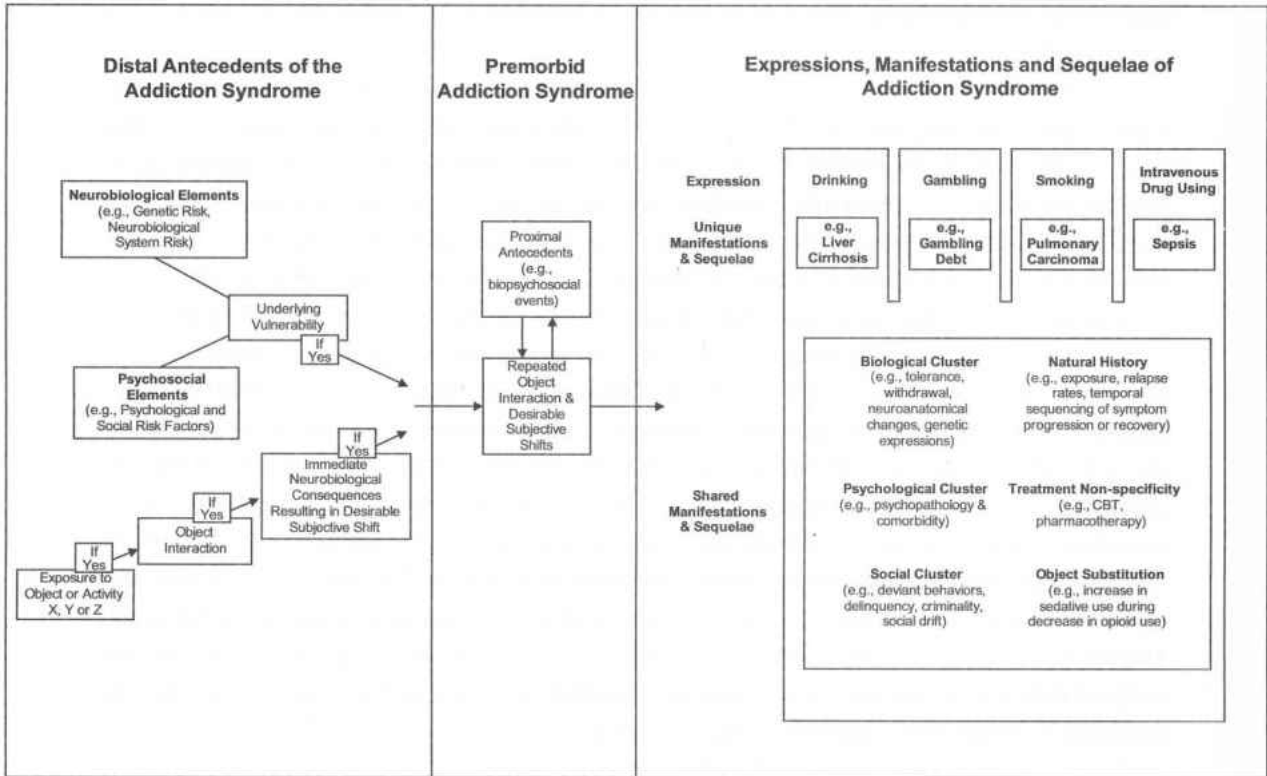 Distal Antecedents of the
Addiction Syndrome
Neurobiological Elements
(e.g., Genetic Risk,
Neurobiological
System Risk)
Underlying
Vulnerability
If
Yes
Psychosocial
Elements
(e.g., Psychological and
Social Risk Factors)
If
Yes
Immediate
Neurobiological
Consequences
Resulting in Desirable
Subjective Shift
If
Yes
Object
Interaction
If
Yes
Exposure to
Object or Activity
X, Y or Z
Premorbid
Addiction Syndrome
Proximal
Antecedents
(e.g.,
biopsychosocial
events)
Repeated
Object
Interaction &
Desirable
Subjective
Shifts
Expressions, Manifestations and Sequelae of
Addiction Syndrome
Expression
Drinking
Gambling
Smoking
Intravenous
Drug Using
Unique
Manifestations
& Sequelae
e.g.,
Liver
Cirrhosis
e.g.,
Gambling
Debt
e.g.,
Pulmonary
Carcinoma
e.g.,
Sepsis
Shared
Manifestations
& Sequelae
Biological Cluster
(e.g., tolerance,
withdrawal,
neuroanatomical
changes, genetic
expressions)
Natural History
(e.g., exposure, relapse
rates, temporal
sequencing of symptom
progression or recovery)
Psychological Cluster
(e.g., psychopathology &
comorbidity)
Treatment Non-specificity
(e.g., CBT,
pharmacotherapy)
Social Cluster
(e.g., deviant behaviors,
delinquency, criminality,
social drift)
Object Substitution
(e.g., increase in
sedative use during
decrease in opioid use)